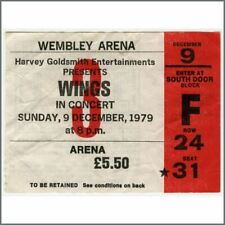 WEMBLEY ARENA
Harvey Goldsmith Entertainments
PRESENTS
WINGS
IN CONCERT
SUNDAY, 9 DECEMBER, 1979
at 8 p.m.
ARENA
£5.50
TO BE RETAINED See conditions on back
9
DECEMBER
9
ENTER AT
SOUTH DOOR
BLOCK
F
ROW
24
SEAT
★31